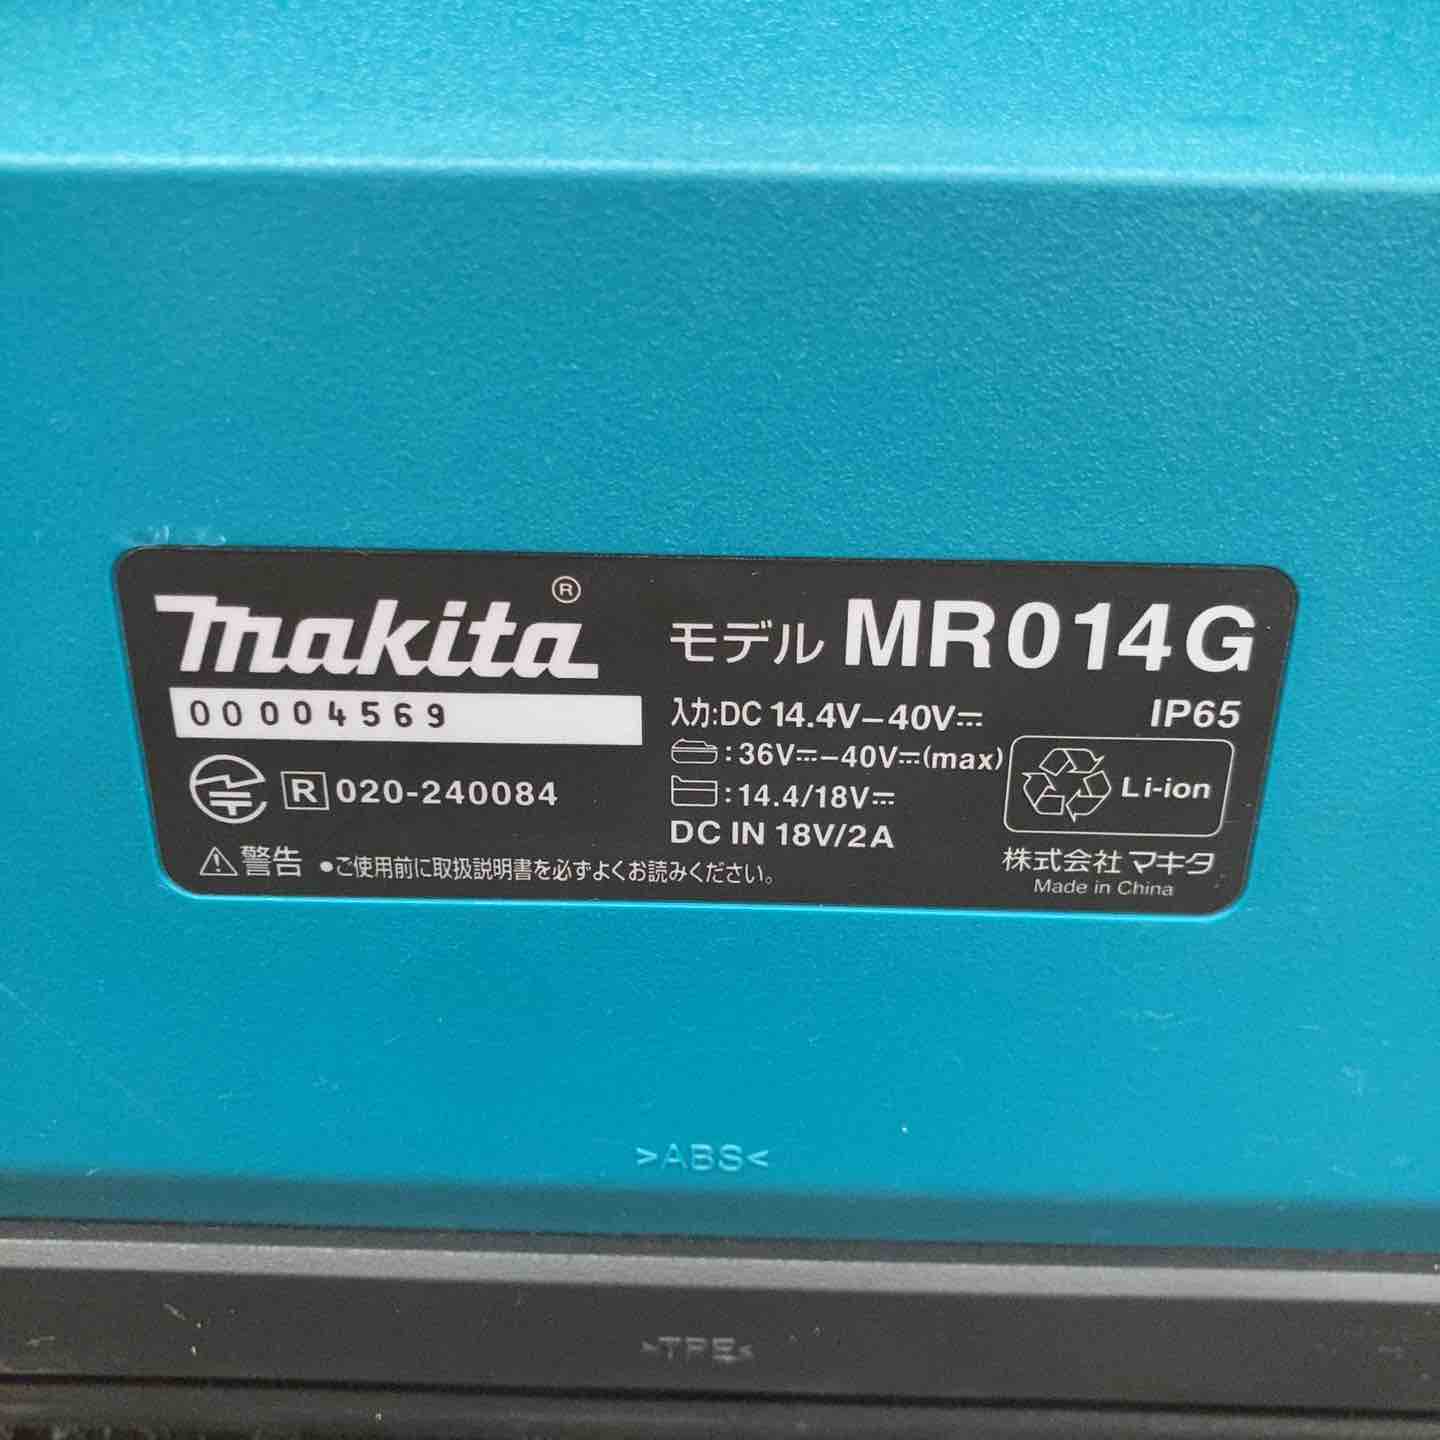 makita®
00004569
R 020-240084
⚠警告 ●ご使用前に取扱説明書を必ずよくお読みください。
モデル MR014G
入力:DC 14.4V–40V⎓
IP65
:36V⎓–40V⎓(max)
:14.4/18V⎓
DC IN 18V/2A
Li-ion
株式会社 マキタ
Made in China
>ABS<
>TPE<